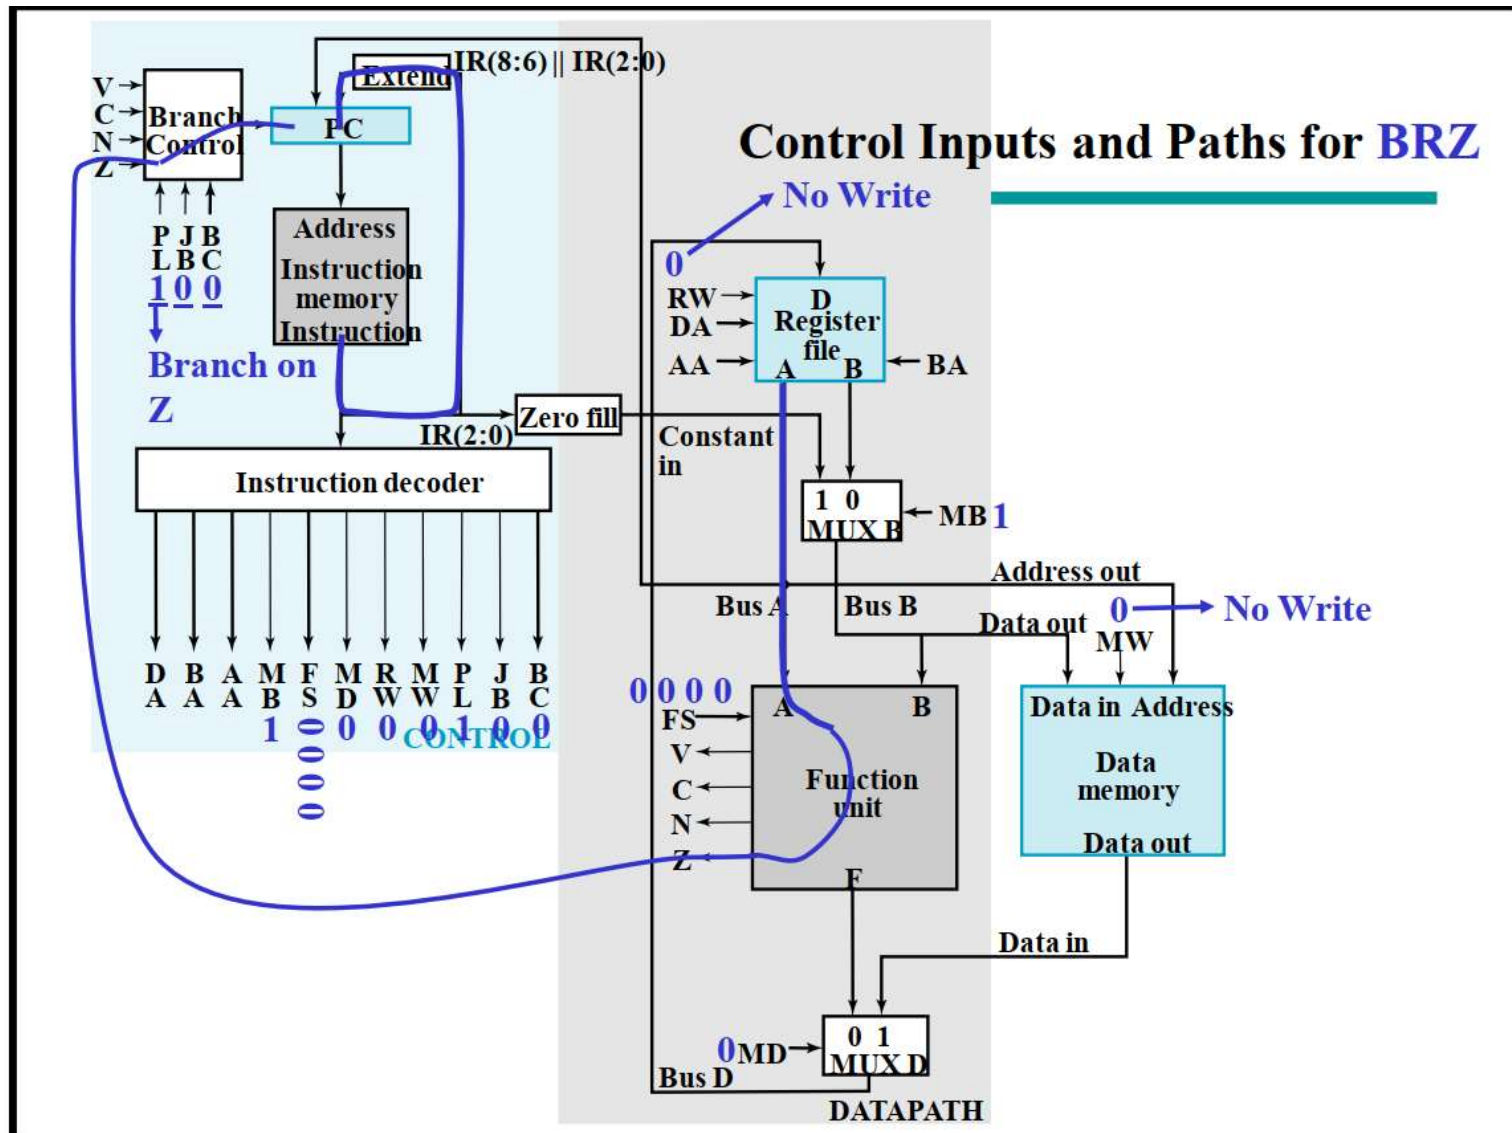 Control Inputs and Paths for BRZ
IR(8:6) || IR(2:0)
Extend
V
C
N
Z
Branch
Control
PC
P J B
L B C
1 0 0
Branch on
Z
Address
Instruction
memory
Instruction
IR(2:0)
Zero fill
Instruction decoder
D B A M F M R M P J B
A A A B S D W W L B C
1 0 0 0 0 1 0 0
0
0
0
CONTROL
No Write
0
RW
DA
AA
D
Register
file
A B
BA
Constant
in
1 0
MUX B
MB 1
Address out
Bus A
Bus B
Data out
0
No Write
MW
0 0 0 0
FS
V
C
N
Z
A B
Function
unit
F
Data in Address
Data
memory
Data out
Data in
0 MD
0 1
MUX D
Bus D
DATAPATH